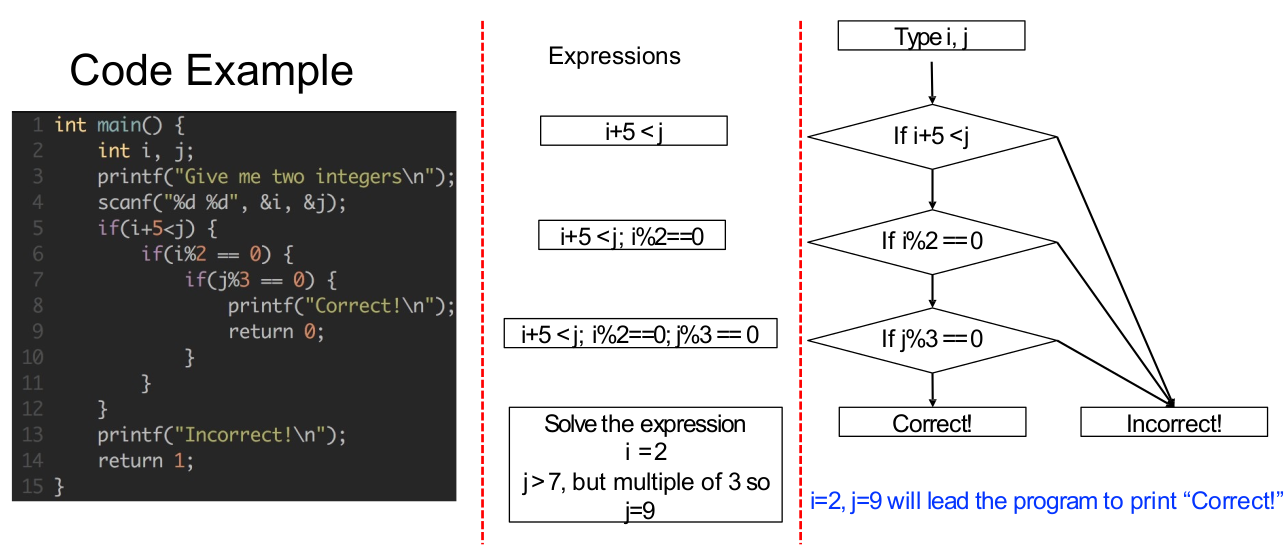 Code Example
1 int main() {
2     int i, j;
3     printf("Give me two integers\n");
4     scanf("%d %d", &i, &j);
5     if(i+5<j) {
6         if(i%2 == 0) {
7             if(j%3 == 0) {
8                 printf("Correct!\n");
9                 return 0;
10             }
11         }
12     }
13     printf("Incorrect!\n");
14     return 1;
15 }
Expressions
i+5 < j
i+5 < j; i%2==0
i+5 < j; i%2==0; j%3 == 0
Solve the expression
i = 2
j > 7, but multiple of 3 so
j=9
Type i, j
If i+5 <j
If i%2 == 0
If j%3 == 0
Correct!
Incorrect!
i=2, j=9 will lead the program to print “Correct!”